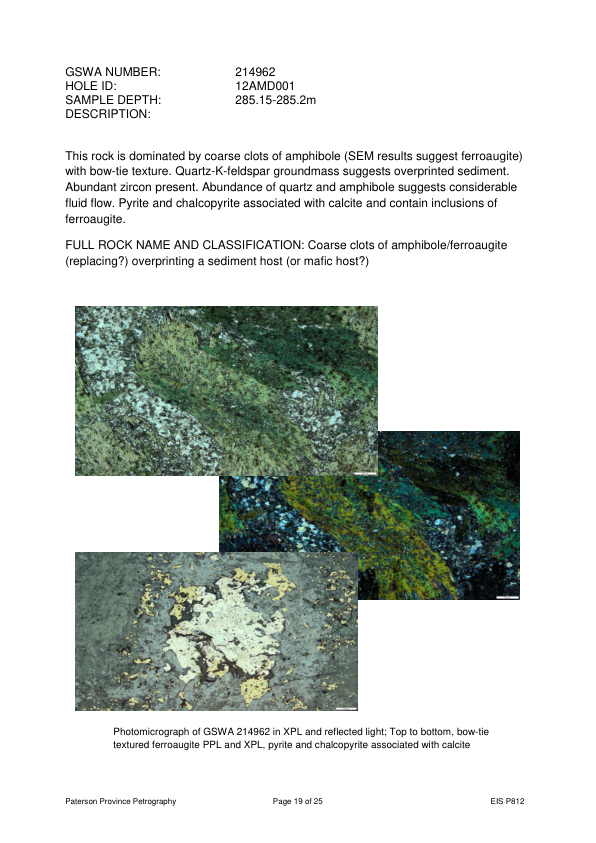 GSWA NUMBER: 214962
HOLE ID: 12AMD001
SAMPLE DEPTH: 285.15-285.2m
DESCRIPTION:
This rock is dominated by coarse clots of amphibole (SEM results suggest ferroaugite)
with bow-tie texture. Quartz-K-feldspar groundmass suggests overprinted sediment.
Abundant zircon present. Abundance of quartz and amphibole suggests considerable
fluid flow. Pyrite and chalcopyrite associated with calcite and contain inclusions of
ferroaugite.
FULL ROCK NAME AND CLASSIFICATION: Coarse clots of amphibole/ferroaugite
(replacing?) overprinting a sediment host (or mafic host?)
Photomicrograph of GSWA 214962 in XPL and reflected light; Top to bottom, bow-tie
textured ferroaugite PPL and XPL, pyrite and chalcopyrite associated with calcite
Paterson Province Petrography Page 19 of 25 EIS P812